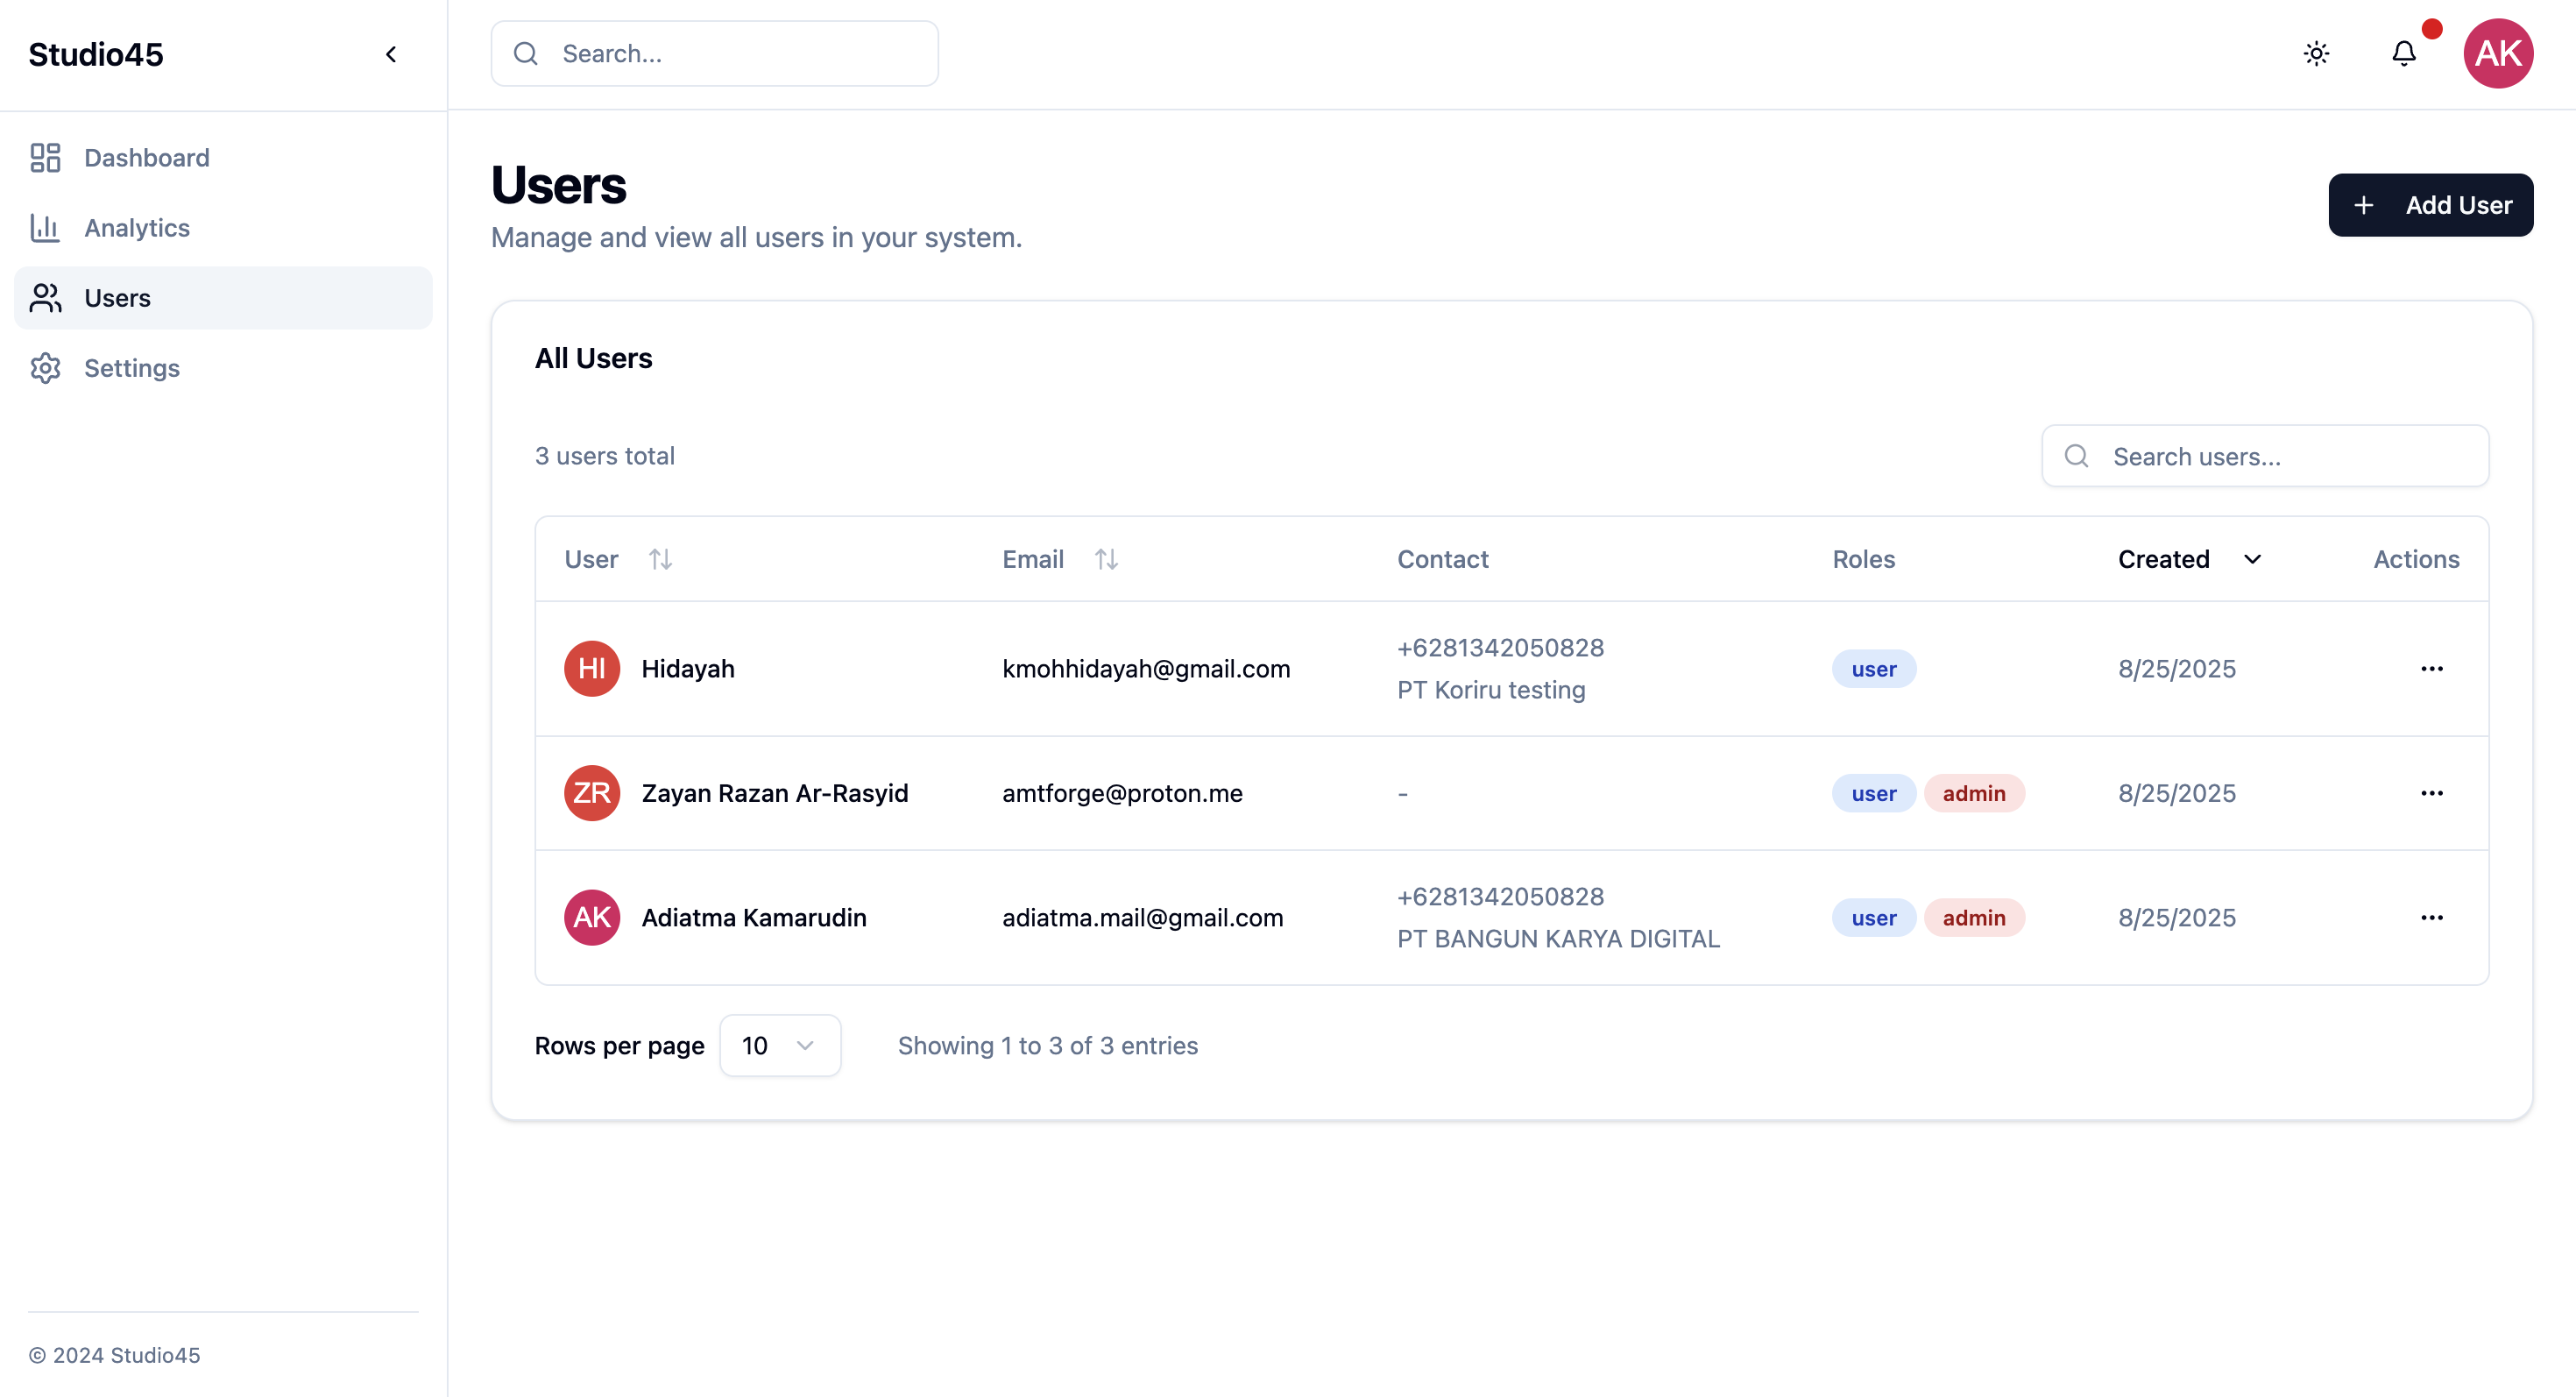 Studio45
Search...
AK
Dashboard
Analytics
Users
Settings
Users
Manage and view all users in your system.
Add User
All Users
3 users total
Search users...
User Email Contact Roles Created Actions
HI Hidayah kmohhidayah@gmail.com +6281342050828 user 8/25/2025
PT Koriru testing
ZR Zayan Razan Ar-Rasyid amtforge@proton.me - user admin 8/25/2025
AK Adiatma Kamarudin adiatma.mail@gmail.com +6281342050828 user admin 8/25/2025
PT BANGUN KARYA DIGITAL
Rows per page 10 Showing 1 to 3 of 3 entries
© 2024 Studio45